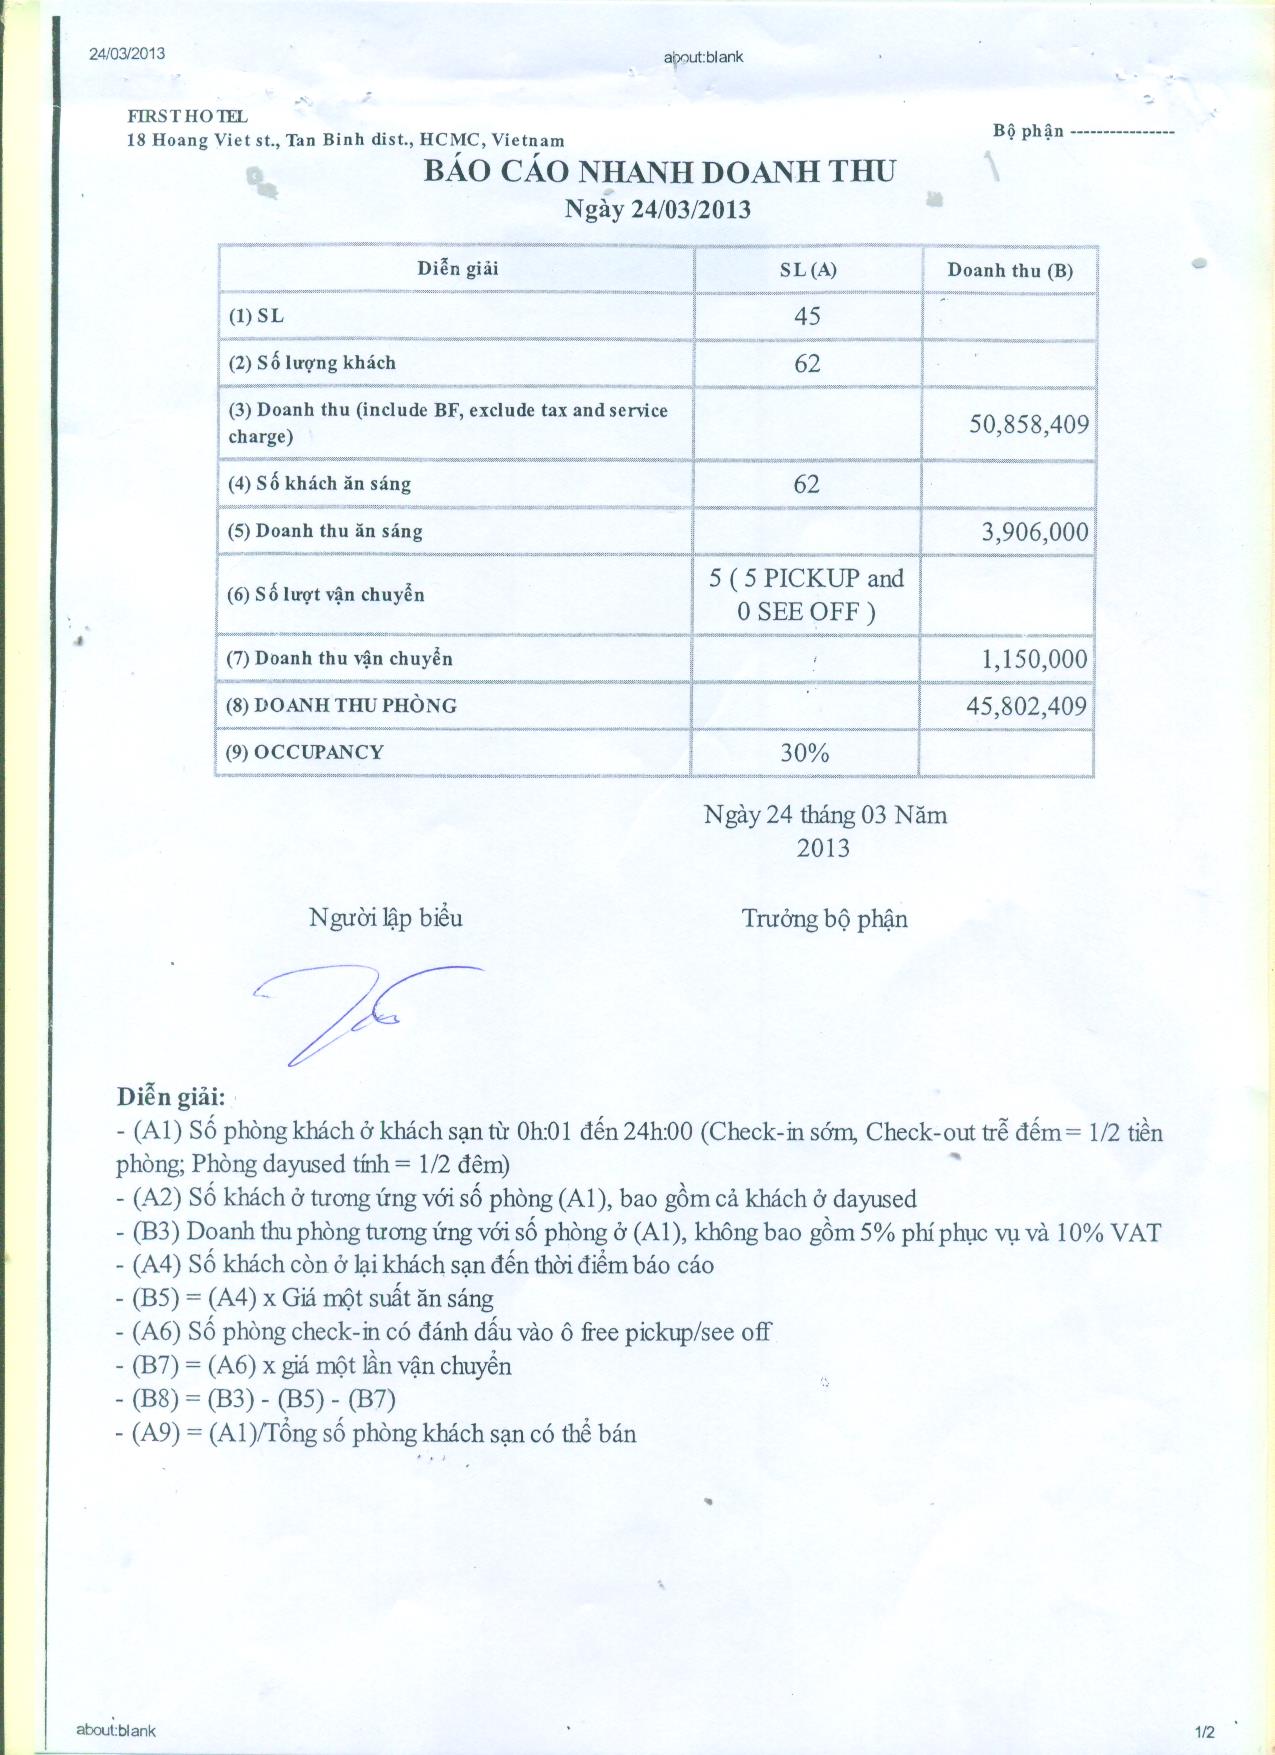 24/03/2013
about:blank
FIRST HOTEL
18 Hoang Viet st., Tan Binh dist., HCMC, Vietnam
Bộ phận ----------------
BÁO CÁO NHANH DOANH THU
Ngày 24/03/2013
Diễn giải SL (A) Doanh thu (B)
(1) SL 45
(2) Số lượng khách 62
(3) Doanh thu (include BF, exclude tax and service
charge) 50,858,409
(4) Số khách ăn sáng 62
(5) Doanh thu ăn sáng 3,906,000
(6) Số lượt vận chuyển 5 ( 5 PICKUP and
0 SEE OFF )
(7) Doanh thu vận chuyển 1,150,000
(8) DOANH THU PHÒNG 45,802,409
(9) OCCUPANCY 30%
Ngày 24 tháng 03 Năm
2013
Người lập biểu Trưởng bộ phận
Diễn giải:
- (A1) Số phòng khách ở khách sạn từ 0h:01 đến 24h:00 (Check-in sớm, Check-out trễ đếm = 1/2 tiền
phòng; Phòng dayused tính = 1/2 đêm)
- (A2) Số khách ở tương ứng với số phòng (A1), bao gồm cả khách ở dayused
- (B3) Doanh thu phòng tương ứng với số phòng ở (A1), không bao gồm 5% phí phục vụ và 10% VAT
- (A4) Số khách còn ở lại khách sạn đến thời điểm báo cáo
- (B5) = (A4) x Giá một suất ăn sáng
- (A6) Số phòng check-in có đánh dấu vào ô free pickup/see off
- (B7) = (A6) x giá một lần vận chuyển
- (B8) = (B3) - (B5) - (B7)
- (A9) = (A1)/Tổng số phòng khách sạn có thể bán
about:blank
1/2